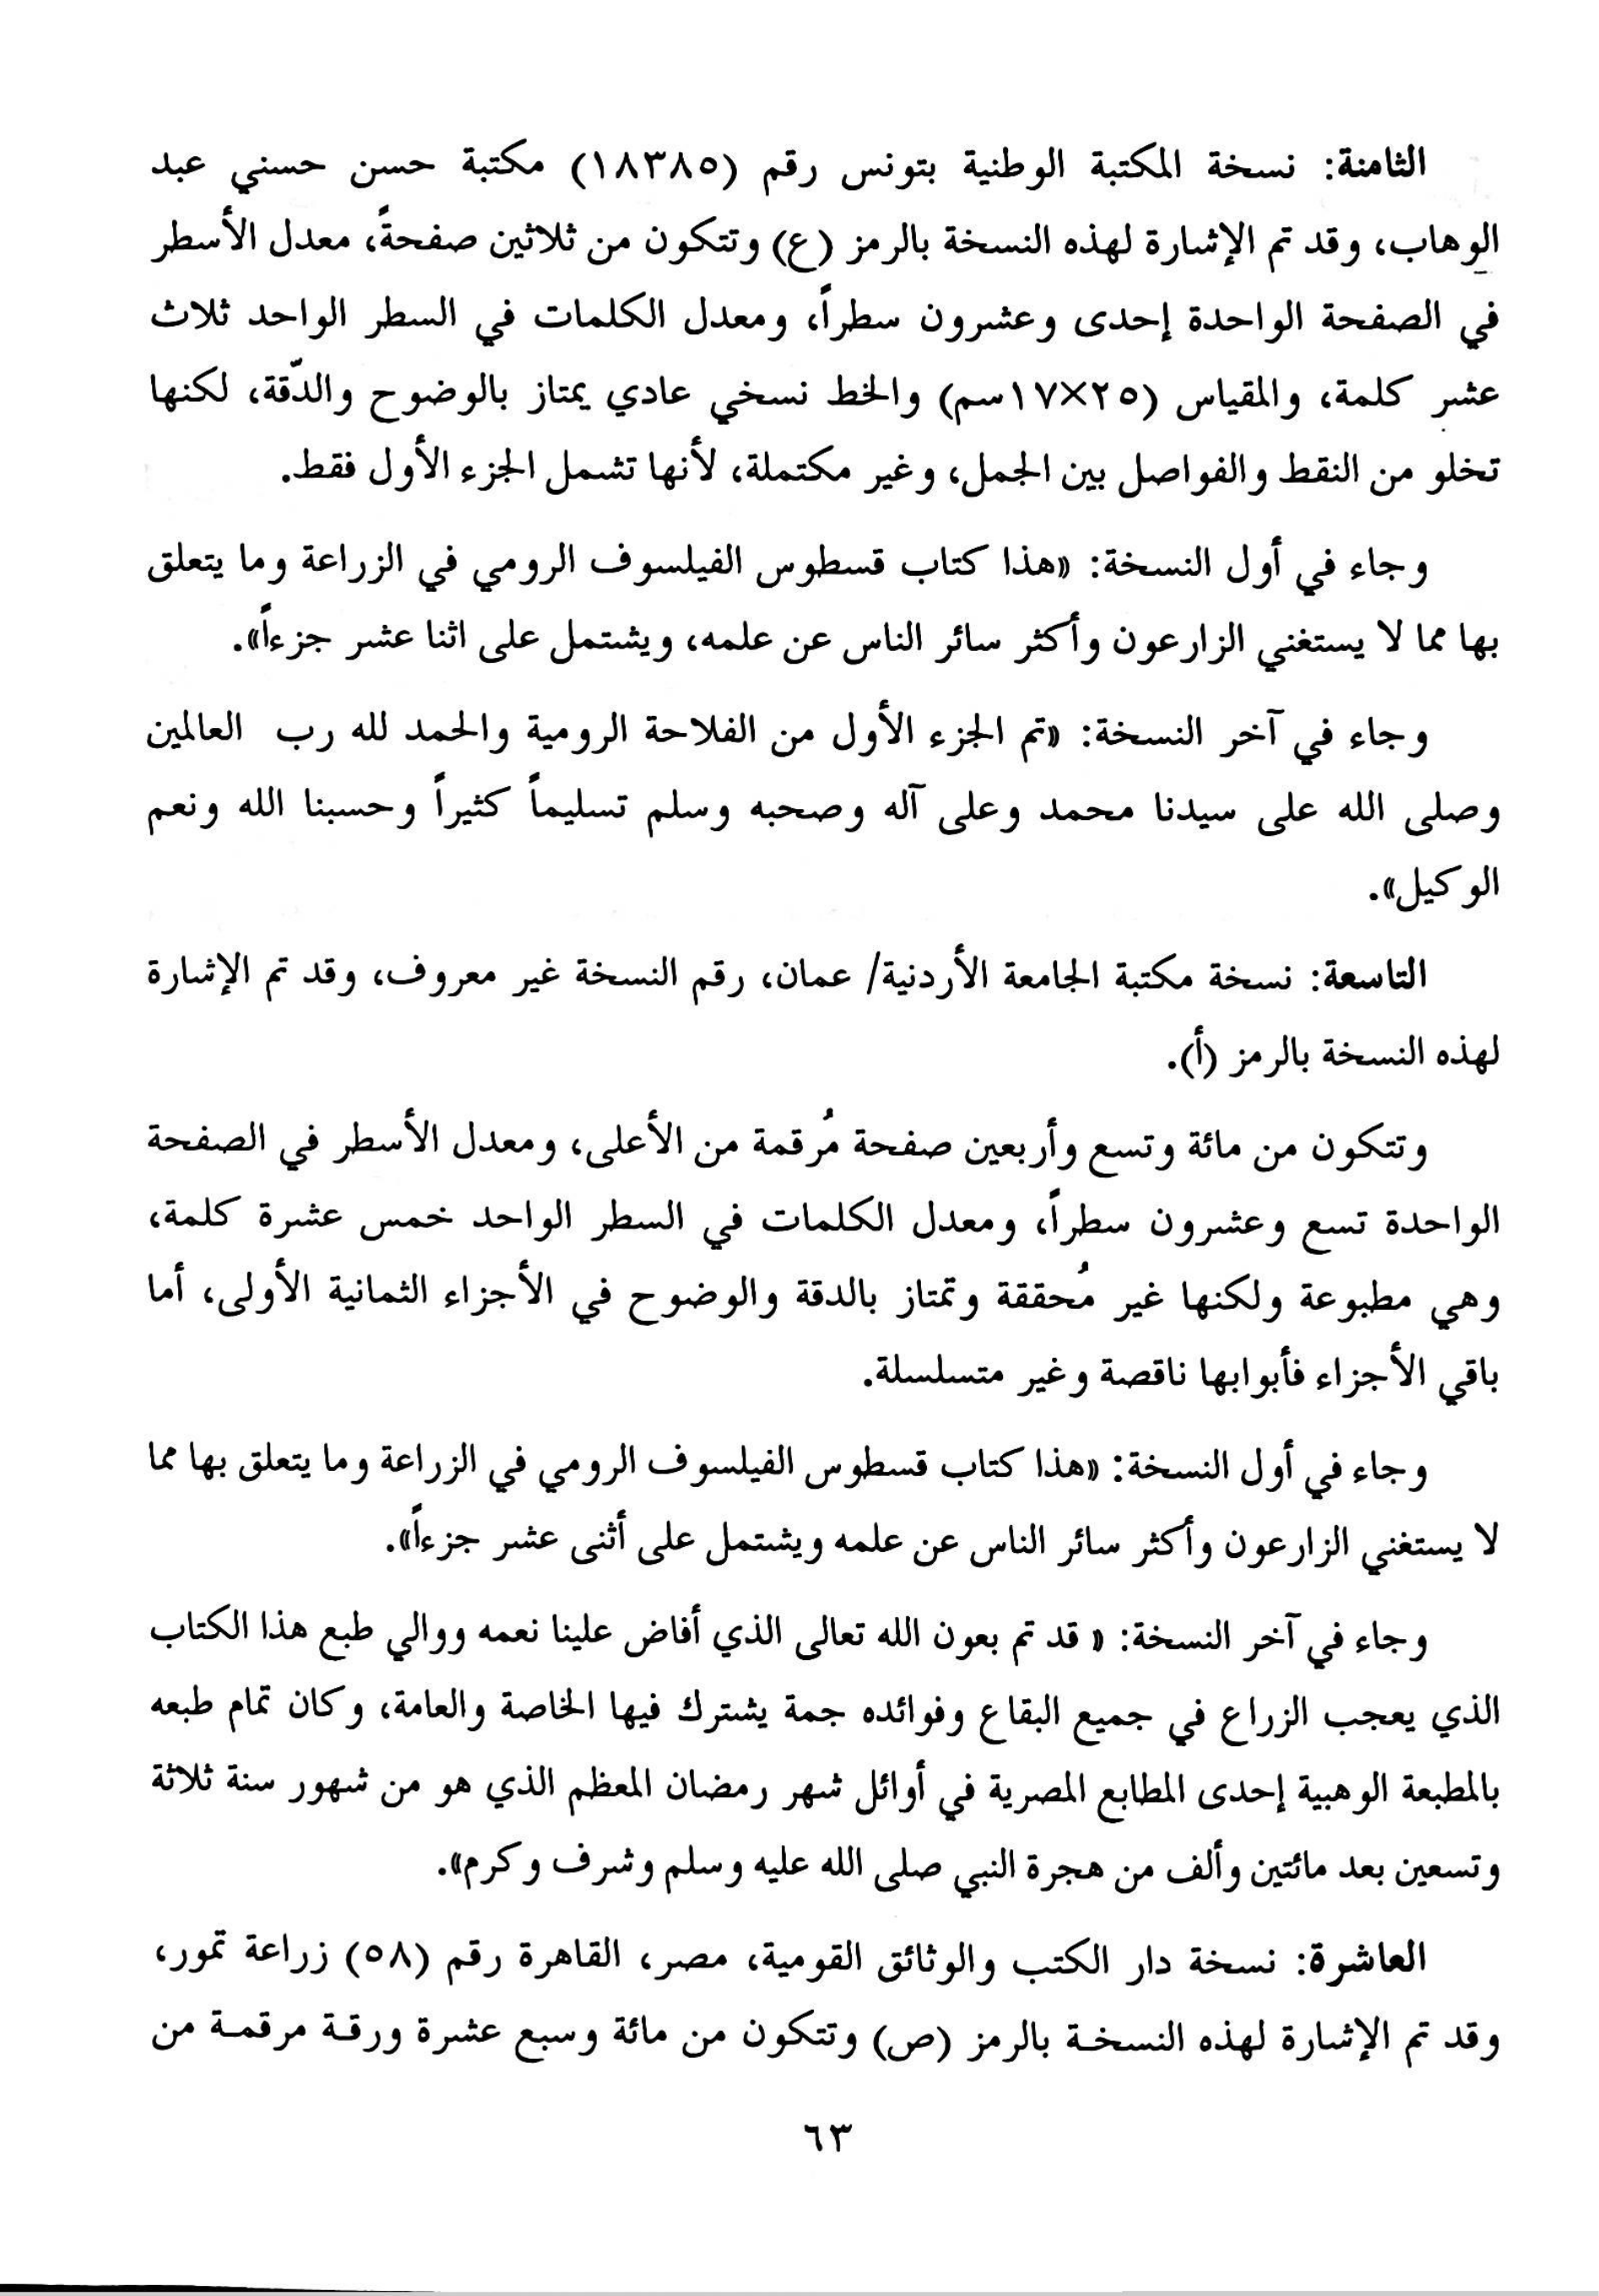 الثامنة: نسخة المكتبة الوطنية بتونس رقم (١٨٣٨٥) مكتبة حسن حسني عبد
الوهاب، وقد تم الإشارة لهذه النسخة بالرمز (ع) وتتكون من ثلاثين صفحةً، معدل الأسطر
في الصفحة الواحدة إحدى وعشرون سطراً، ومعدل الكلمات في السطر الواحد ثلاث
عشر كلمة، والمقياس (٢٥×١٧سم) والخط نسخي عادي يمتاز بالوضوح والدّقة، لكنها
تخلو من النقط والفواصل بين الجمل، وغير مكتملة، لأنها تشمل الجزء الأول فقط.
وجاء في أول النسخة: «هذا كتاب قسطوس الفيلسوف الرومي في الزراعة وما يتعلق
بها مما لا يستغني الزارعون وأكثر سائر الناس عن علمه، ويشتمل على اثنا عشر جزءاً».
وجاء في آخر النسخة: «تم الجزء الأول من الفلاحة الرومية والحمد لله رب العالمين
وصلى الله على سيدنا محمد وعلى آله وصحبه وسلم تسليماً كثيراً وحسبنا الله ونعم
الوكيل».
التاسعة: نسخة مكتبة الجامعة الأردنية/ عمان، رقم النسخة غير معروف، وقد تم الإشارة
لهذه النسخة بالرمز (أ).
وتتكون من مائة وتسع وأربعين صفحة مُرقمة من الأعلى، ومعدل الأسطر في الصفحة
الواحدة تسع وعشرون سطراً، ومعدل الكلمات في السطر الواحد خمس عشرة كلمة،
وهي مطبوعة ولكنها غير مُحققة وتمتاز بالدقة والوضوح في الأجزاء الثمانية الأولى، أما
باقي الأجزاء فأبوابها ناقصة وغير متسلسلة.
وجاء في أول النسخة: «هذا كتاب قسطوس الفيلسوف الرومي في الزراعة وما يتعلق بها مما
لا يستغني الزارعون وأكثر سائر الناس عن علمه ويشتمل على أثنى عشر جزءاً».
وجاء في آخر النسخة: « قد تم بعون الله تعالى الذي أفاض علينا نعمه ووالي طبع هذا الكتاب
الذي يعجب الزراع في جميع البقاع وفوائده جمة يشترك فيها الخاصة والعامة، وكان تمام طبعه
بالمطبعة الوهبية إحدى المطابع المصرية في أوائل شهر رمضان المعظم الذي هو من شهور سنة ثلاثة
وتسعين بعد مائتين وألف من هجرة النبي صلى الله عليه وسلم وشرف وكرم».
العاشرة: نسخة دار الكتب والوثائق القومية، مصر، القاهرة رقم (٥٨) زراعة تمور،
وقد تم الإشارة لهذه النسخة بالرمز (ص) وتتكون من مائة وسبع عشرة ورقة مرقمة من
٦٣